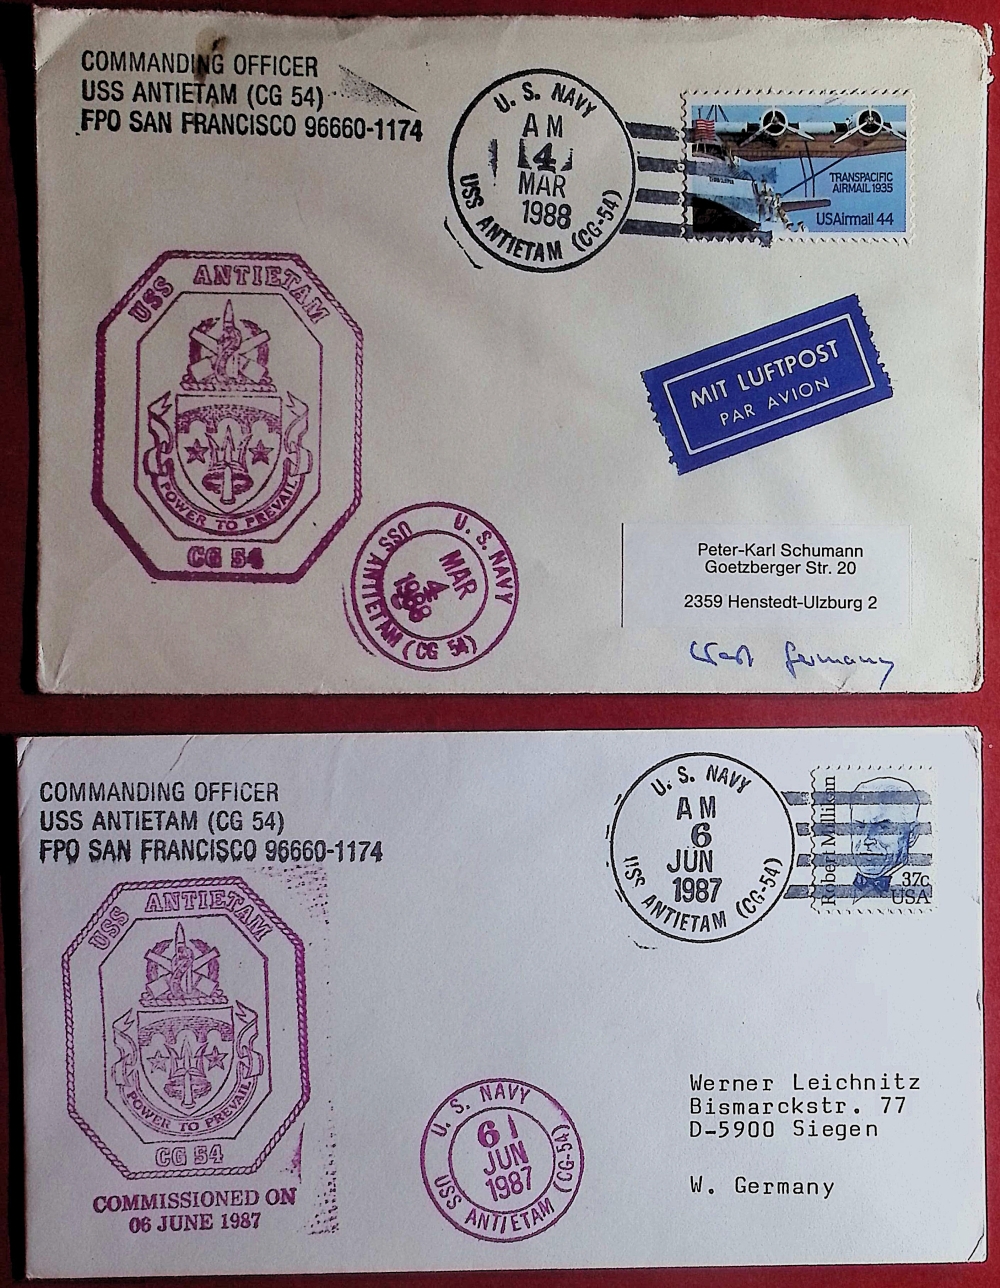 COMMANDING OFFICER
USS ANTIETAM (CG 54)
FPO SAN FRANCISCO 96660-1174
U. S. NAVY
AM
4
MAR
1988
USS ANTIETAM (CG-54)
TRANSPACIFIC
AIRMAIL 1935
USAirmail 44
USS ANTIETAM
POWER TO PREVAIL
CG 54
MIT LUFTPOST
PAR AVION
U. S. NAVY
MAR
4
1988
USS ANTIETAM (CG 54)
Peter-Karl Schumann
Goetzberger Str. 20
2359 Henstedt-Ulzburg 2
West Germany
COMMANDING OFFICER
USS ANTIETAM (CG 54)
FPO SAN FRANCISCO 96660-1174
U. S. NAVY
AM
6
JUN
1987
USS ANTIETAM (CG-54)
Robert Millikan
37c
USA
USS ANTIETAM
POWER TO PREVAIL
CG 54
COMMISSIONED ON
06 JUNE 1987
U. S. NAVY
6
JUN
1987
USS ANTIETAM (CG-54)
Werner Leichnitz
Bismarckstr. 77
D-5900 Siegen
W. Germany